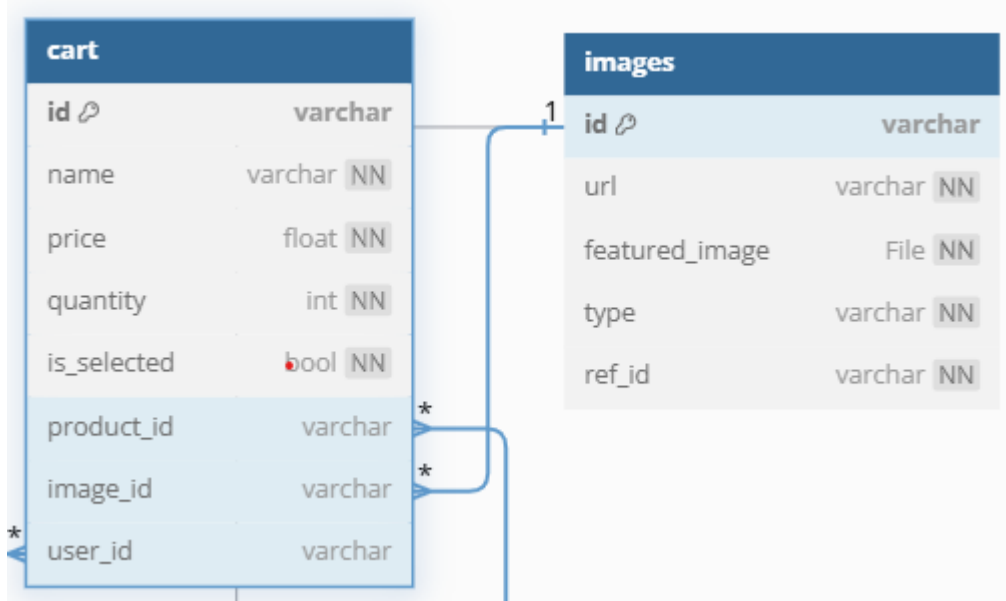 cart
id varchar
name varchar NN
price float NN
quantity int NN
is_selected bool NN
product_id varchar *
image_id varchar *
* user_id varchar
images
1 id varchar
url varchar NN
featured_image File NN
type varchar NN
ref_id varchar NN